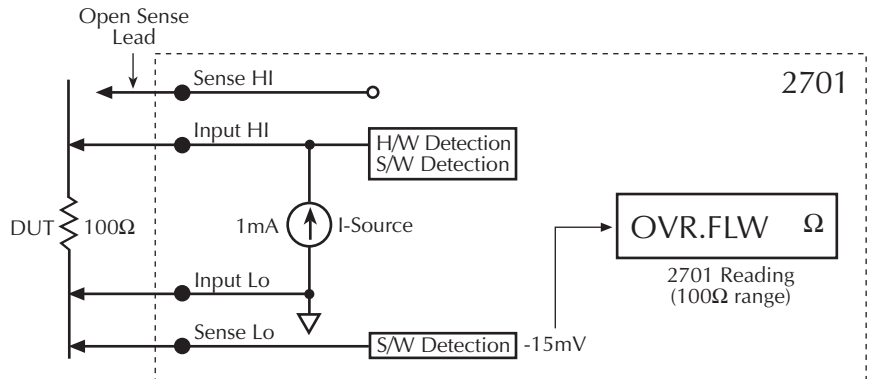 Open Sense
Lead
Sense HI
2701
Input HI
H/W Detection
S/W Detection
DUT
100Ω
1mA
I-Source
OVR.FLW Ω
2701 Reading
(100Ω range)
Input Lo
Sense Lo
S/W Detection
-15mV